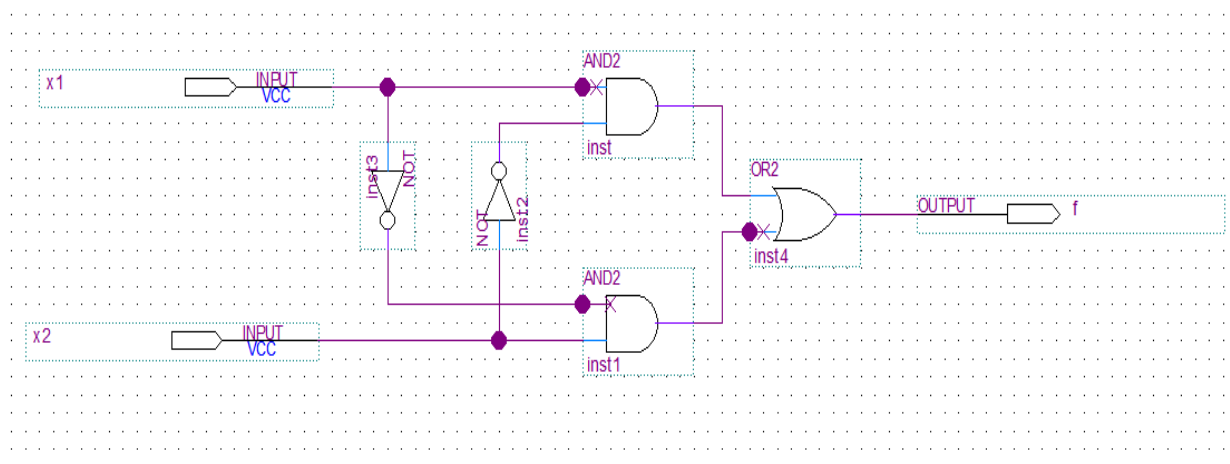 AND2
x1
INPUT
VCC
inst
inst3
NOT
NOT
inst2
OR2
OUTPUT
f
inst4
AND2
x2
INPUT
VCC
inst1